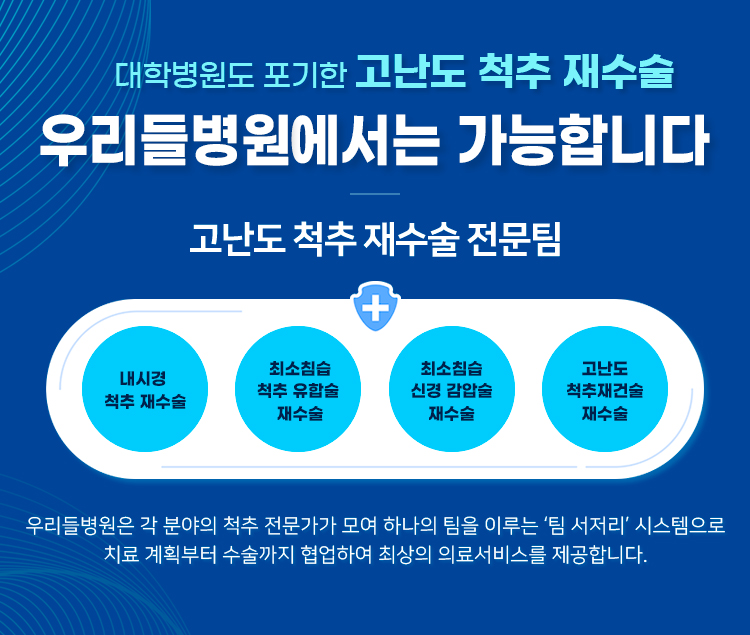 대학병원도 포기한 고난도 척추 재수술
우리들병원에서는 가능합니다
고난도 척추 재수술 전문팀
내시경
척추 재수술
최소침습
척추 유합술
재수술
최소침습
신경 감압술
재수술
고난도
척추재건술
재수술
우리들병원은 각 분야의 척추 전문가가 모여 하나의 팀을 이루는 ‘팀 서저리’ 시스템으로
치료 계획부터 수술까지 협업하여 최상의 의료서비스를 제공합니다.